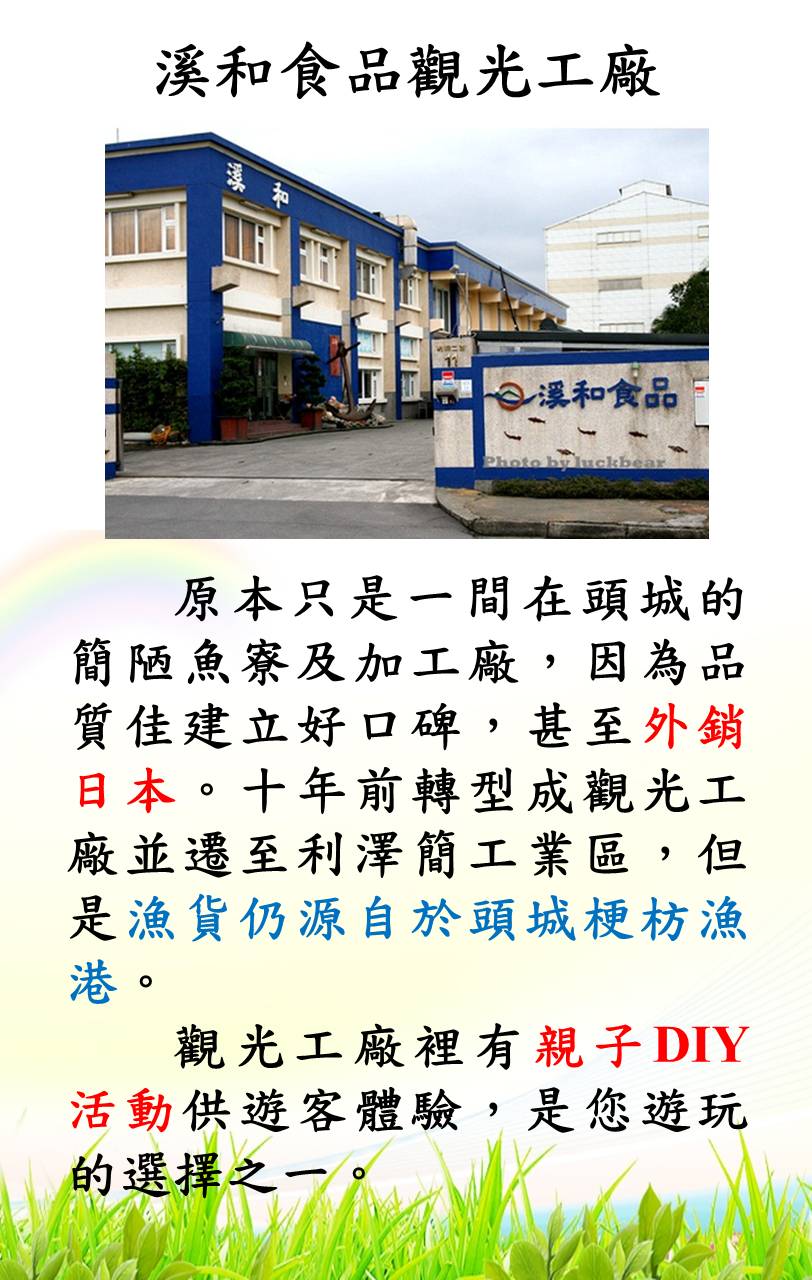 溪和食品觀光工廠
溪和
11
溪和食品
Photo by luckbear
原本只是一間在頭城的
簡陋魚寮及加工廠，因為品
質佳建立好口碑，甚至外銷
日本。十年前轉型成觀光工
廠並遷至利澤簡工業區，但
是漁貨仍源自於頭城梗枋漁
港。
觀光工廠裡有親子DIY
活動供遊客體驗，是您遊玩
的選擇之一。